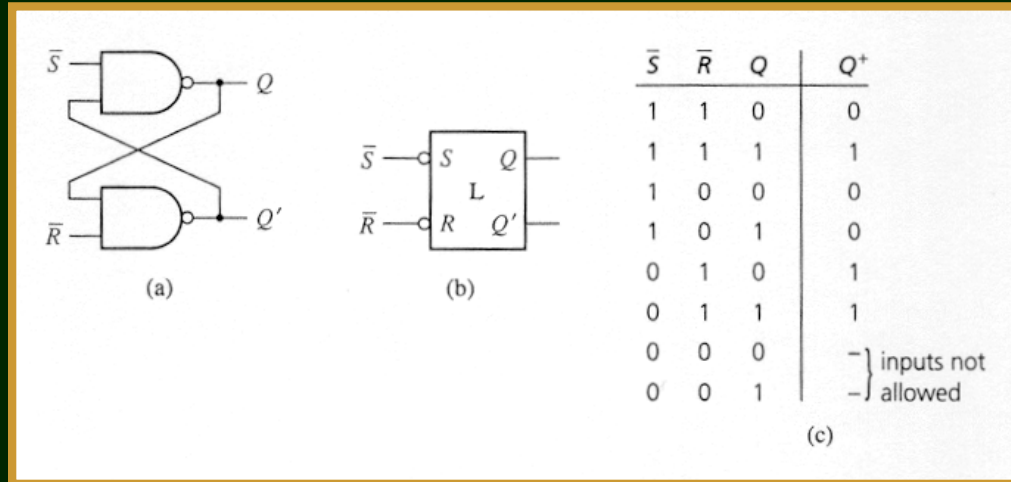 S̅ Q
R̅ Q′
(a)
S̅ S Q
L
R̅ R Q′
(b)
S̅ R̅ Q Q⁺
1 1 0 0
1 1 1 1
1 0 0 0
1 0 1 0
0 1 0 1
0 1 1 1
0 0 0 – } inputs not
0 0 1 – } allowed
(c)